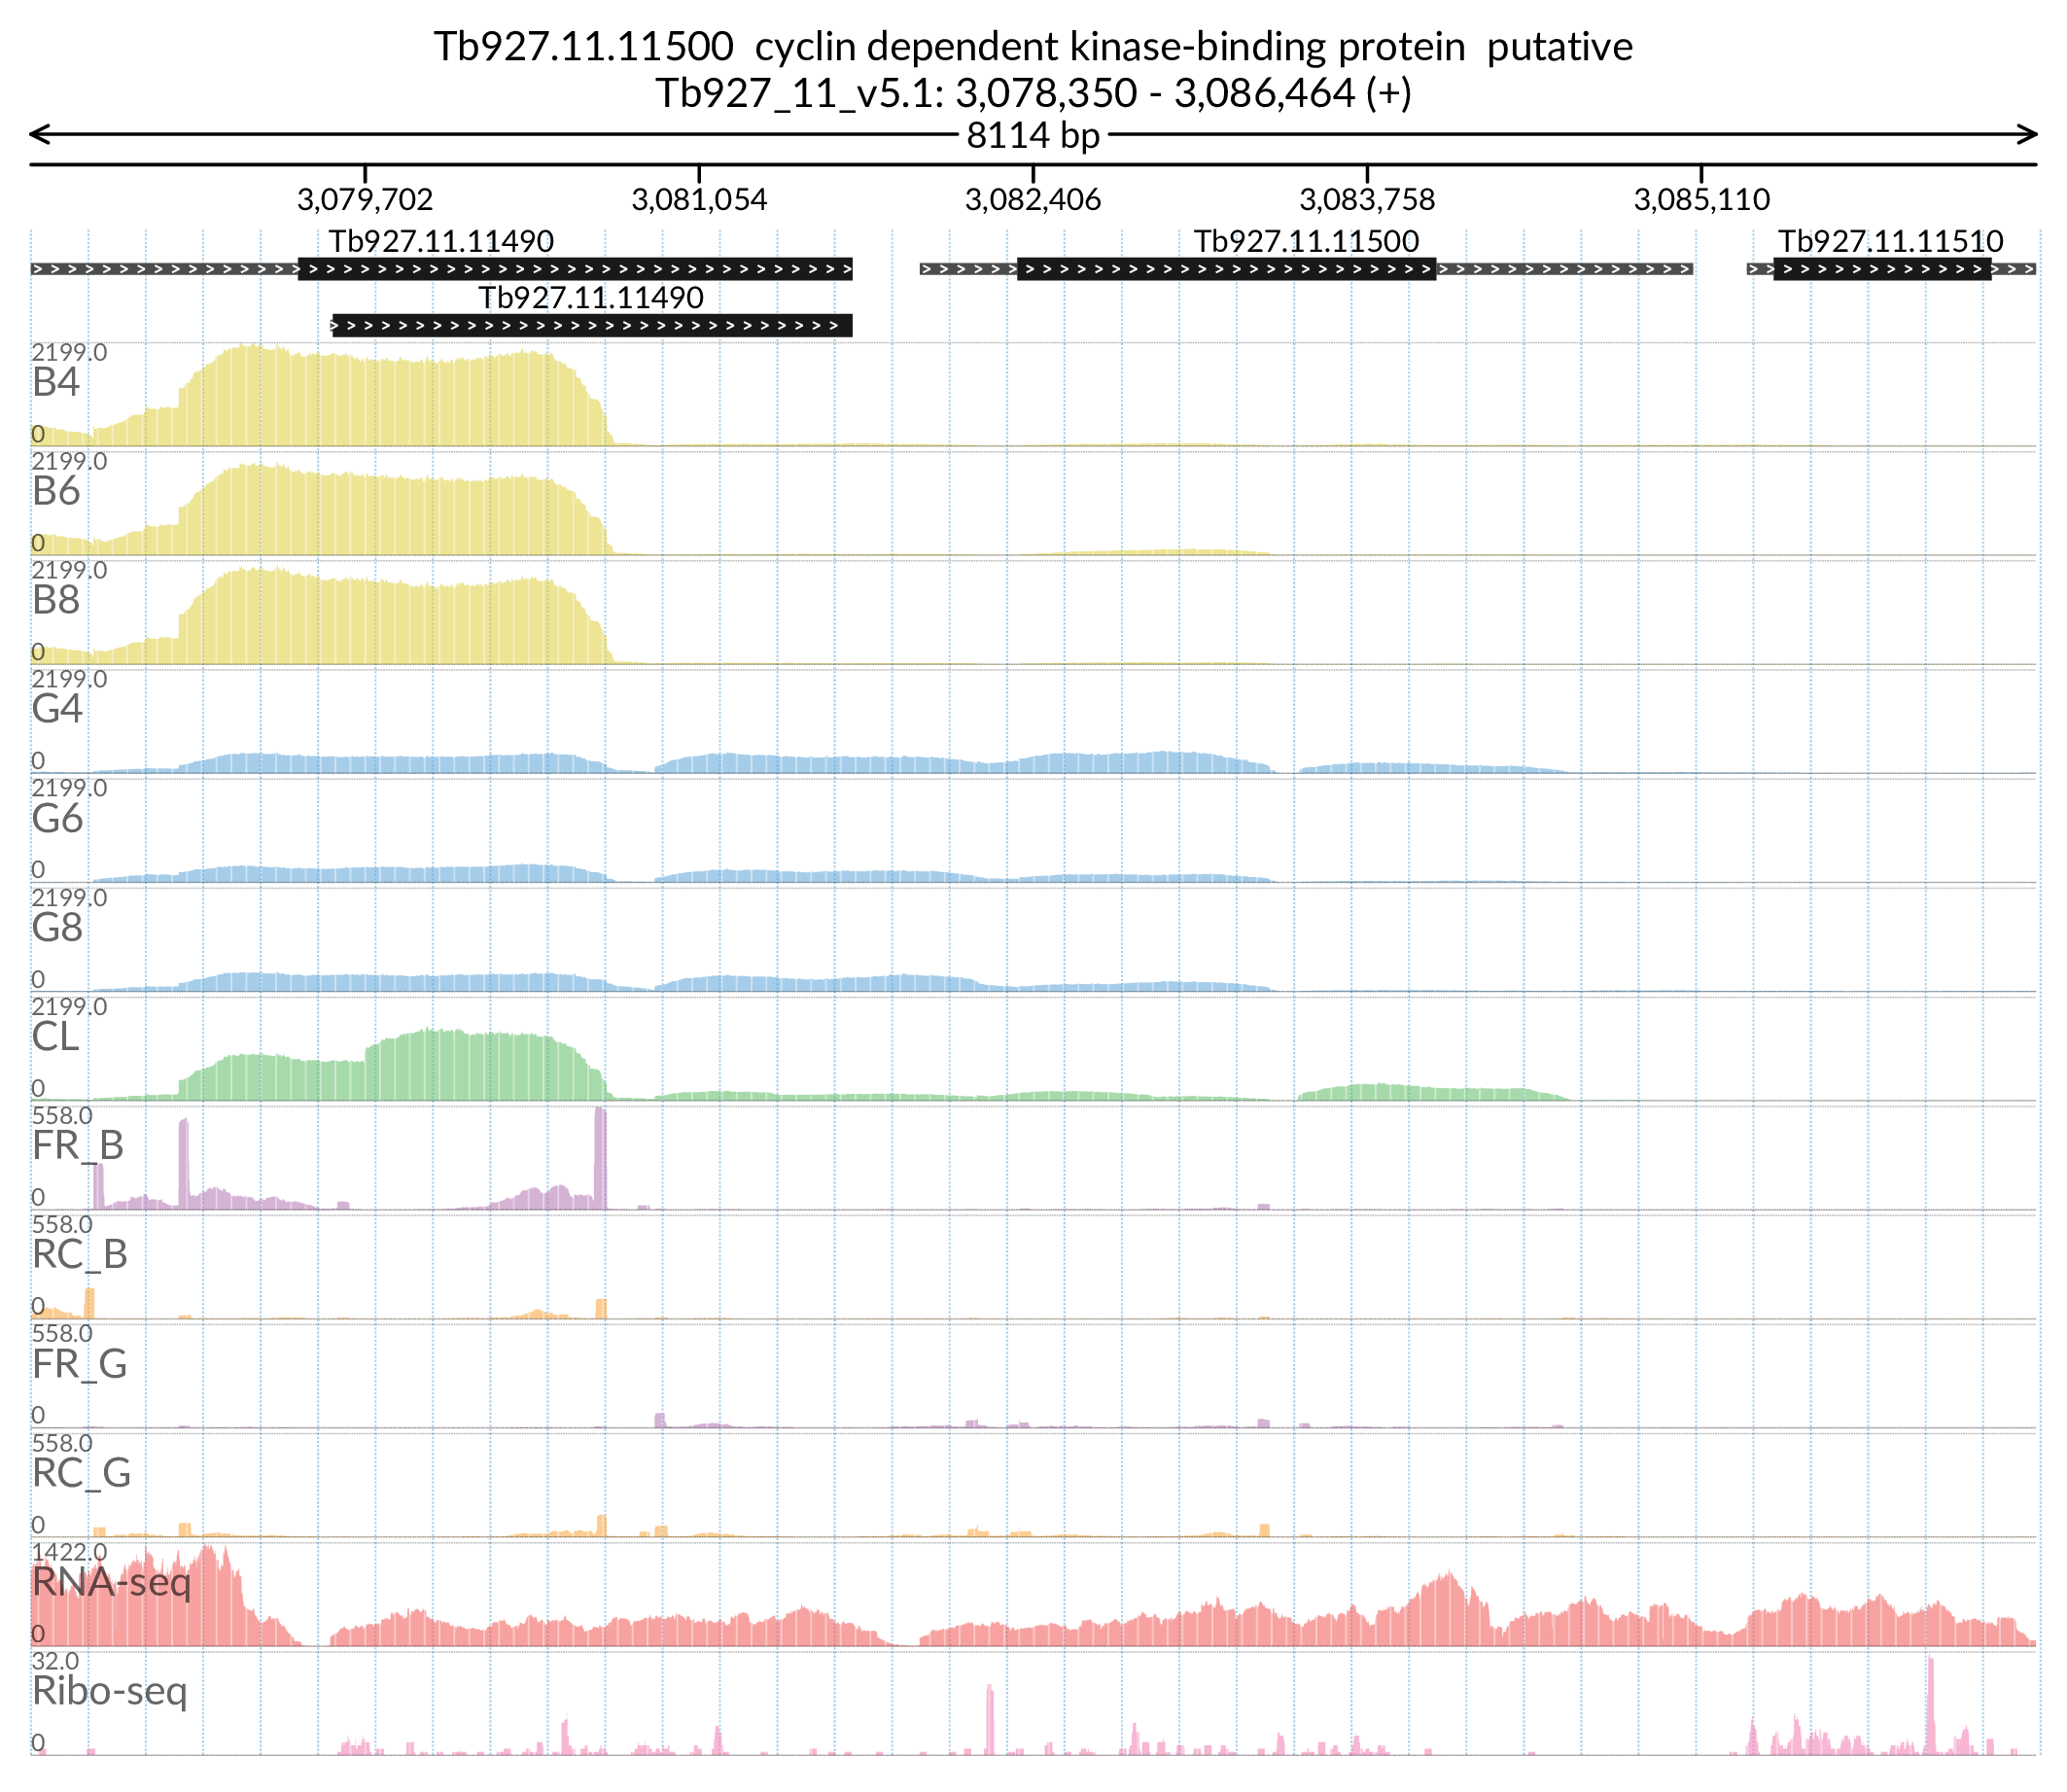 Tb927.11.11500 cyclin dependent kinase-binding protein putative
Tb927_11_v5.1: 3,078,350 - 3,086,464 (+)
8114 bp
3,079,702 3,081,054 3,082,406 3,083,758 3,085,110
Tb927.11.11490 Tb927.11.11500 Tb927.11.11510
Tb927.11.11490
2199.0
B4
0
2199.0
B6
0
2199.0
B8
0
2199.0
G4
0
2199.0
G6
0
2199.0
G8
0
2199.0
CL
0
558.0
FR_B
0
558.0
RC_B
0
558.0
FR_G
0
558.0
RC_G
0
1422.0
RNA-seq
0
32.0
Ribo-seq
0